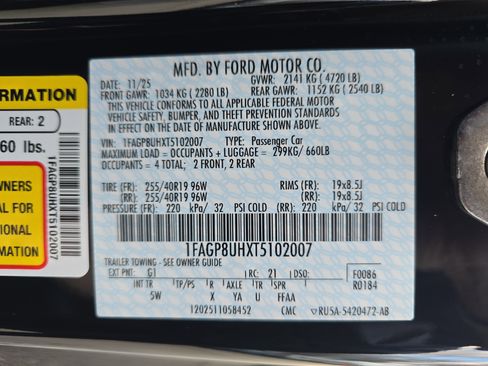 ORMATION
REAR: 2
60 lbs.
WNERS
AL FOR
TIONAL
RMATION
1FAGP8UHXT5102007
MFD. BY FORD MOTOR CO.
DATE: 11/25 GVWR: 2141 KG ( 4720 LB)
FRONT GAWR: 1034 KG ( 2280 LB) REAR GAWR: 1152 KG ( 2540 LB)
THIS VEHICLE CONFORMS TO ALL APPLICABLE FEDERAL MOTOR
VEHICLE SAFETY, BUMPER, AND THEFT PREVENTION STANDARDS
IN EFFECT ON THE DATE OF MANUFACTURE SHOWN ABOVE.
VIN: 1FAGP8UHXT5102007 TYPE: Passenger Car
MAXIMUM LOAD = OCCUPANTS + LUGGAGE = 299KG/ 660LB
OCCUPANTS = 4 TOTAL; 2 FRONT, 2 REAR
TIRE (FR): 255/40R19 96W RIMS (FR): 19x8.5J
(RR): 255/40R19 96W (RR): 19x8.5J
PRESSURE (FR): 220 kPa/ 32 PSI COLD (RR): 220 kPa/ 32 PSI COLD
1FAGP8UHXT5102007
TRAILER TOWING - SEE OWNER GUIDE
EXT PNT: G1 RC: 21 DSO: F0086
INT TR TP/PS R AXLE TR SPR R0184
5W X YA U FFAA
1202511058452 CMC RU5A-5420472-AB